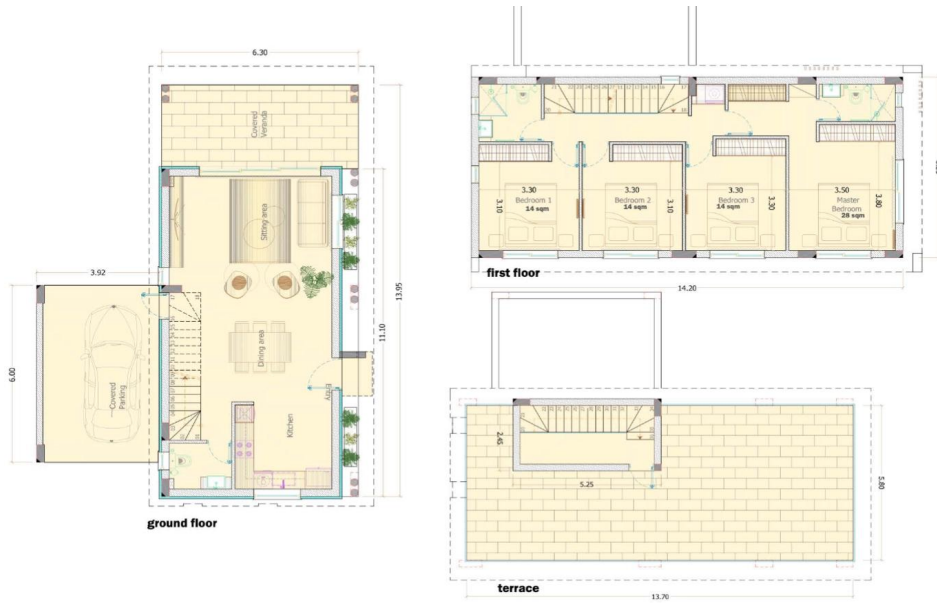 6.30
Covered
Veranda
Sitting area
3.92
13.95
11.10
6.00
Covered
Parking
Dining area
Entry
Kitchen
ground floor
3.30
Bedroom 1
14 sqm
3.10
3.30
Bedroom 2
14 sqm
3.10
3.30
Bedroom 3
14 sqm
3.30
3.50
Master
Bedroom
28 sqm
3.80
first floor
14.20
2.45
5.25
5.80
terrace
13.70